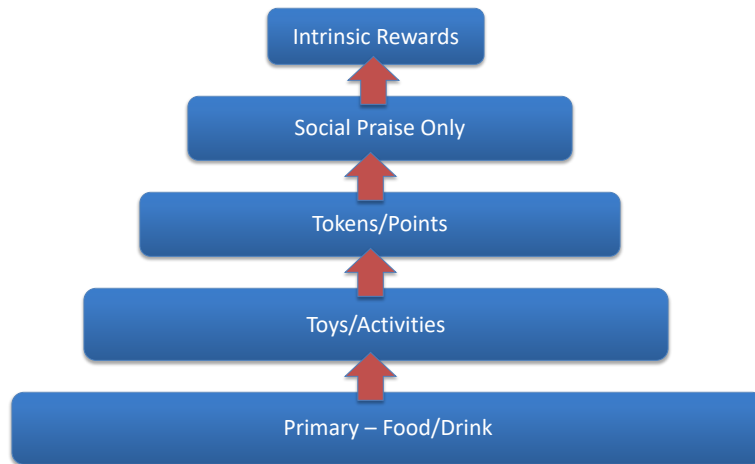 Intrinsic Rewards
Social Praise Only
Tokens/Points
Toys/Activities
Primary – Food/Drink